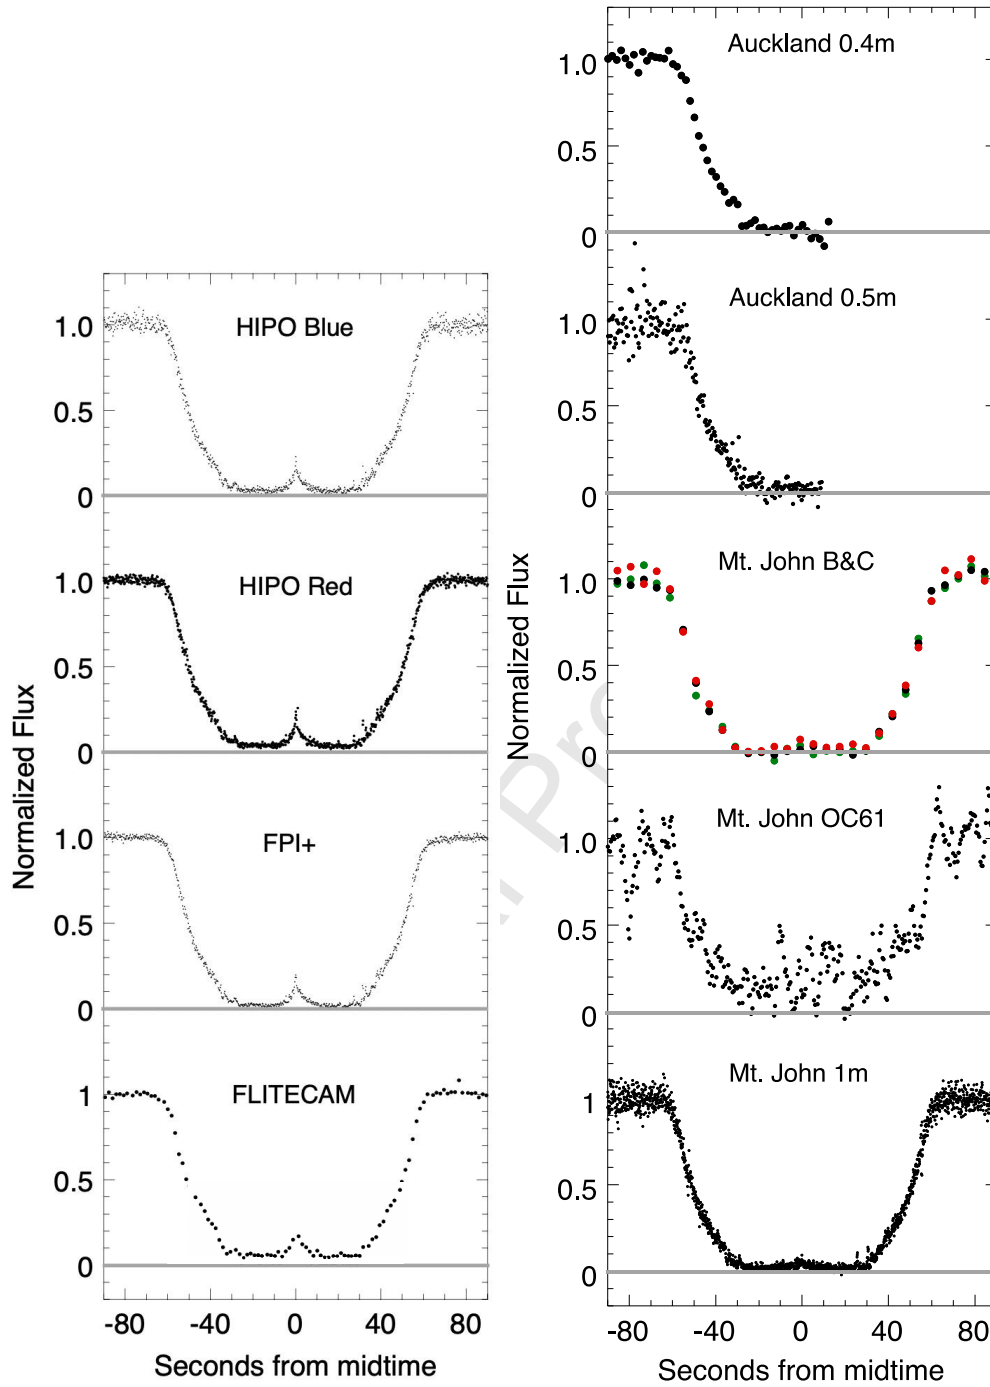 HIPO Blue
1.0
0.5
0
HIPO Red
1.0
0.5
0
FPI+
1.0
0.5
0
FLITECAM
1
0.5
0
-80 -40 0 40 80
Seconds from midtime
Normalized Flux
Auckland 0.4m
1.0
0.5
0
Auckland 0.5m
1.0
0.5
0
Mt. John B&C
1.0
0.5
0
Mt. John OC61
1.0
0.5
0
Mt. John 1m
1
0.5
0
-80 -40 0 40 80
Seconds from midtime
Normalized Flux